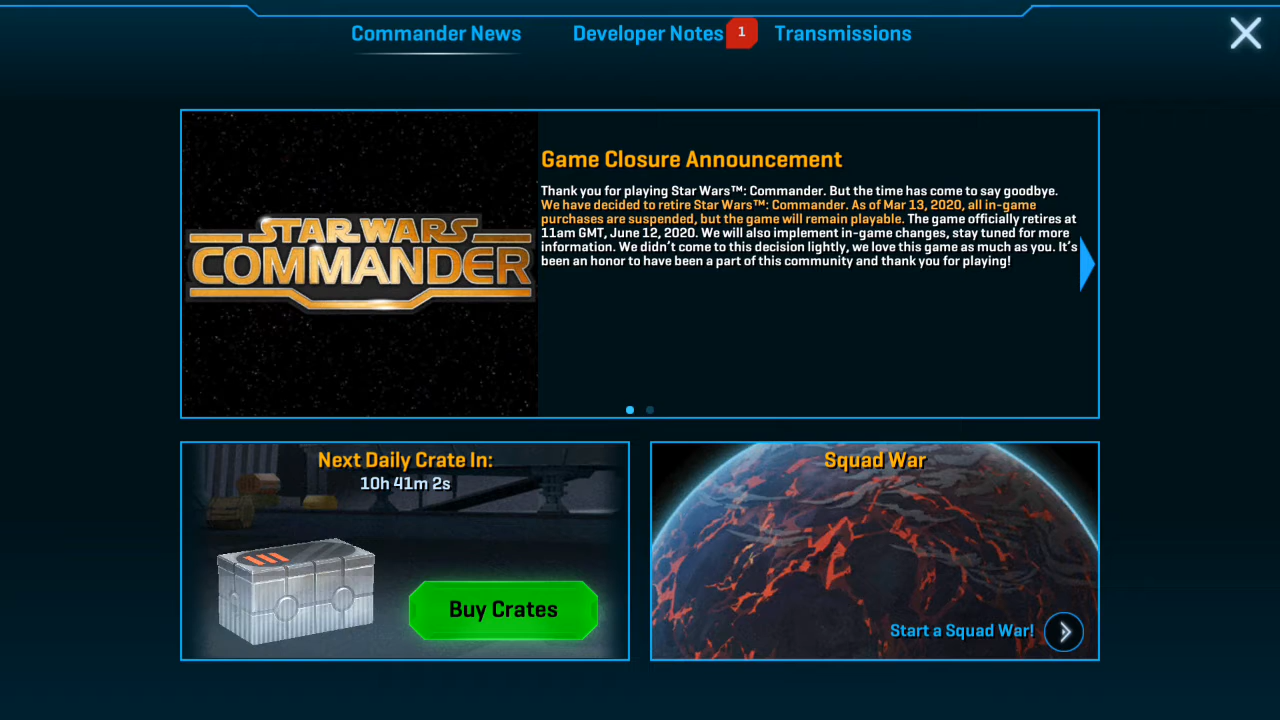 Commander News
Developer Notes
1
Transmissions
STAR WARS
COMMANDER
Game Closure Announcement
Thank you for playing Star Wars™: Commander. But the time has come to say goodbye.
We have decided to retire Star Wars™: Commander. As of Mar 13, 2020, all in-game
purchases are suspended, but the game will remain playable. The game officially retires at
11am GMT, June 12, 2020. We will also implement in-game changes, stay tuned for more
information. We didn't come to this decision lightly, we love this game as much as you. It's
been an honor to have been a part of this community and thank you for playing!
Next Daily Crate In:
10h 41m 2s
Buy Crates
Squad War
Start a Squad War!